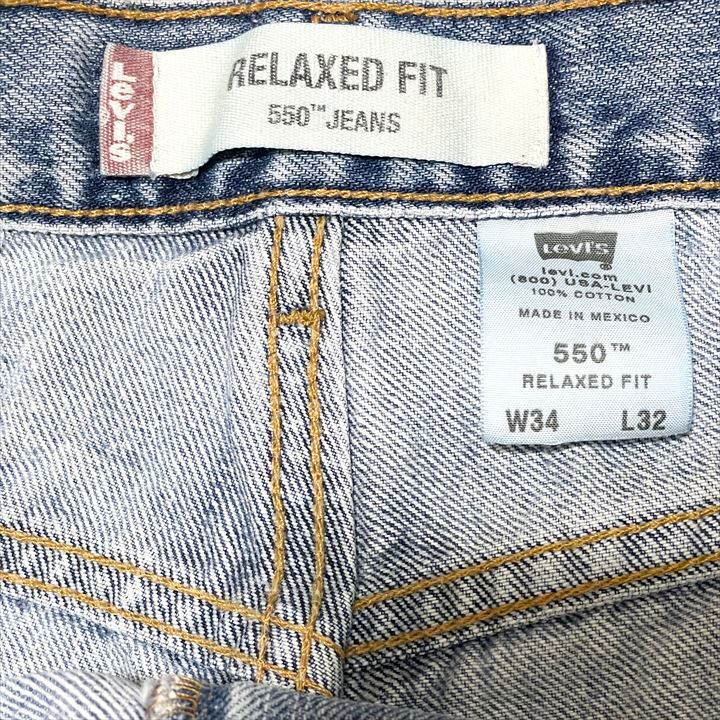 Levi's
RELAXED FIT
550™ JEANS
LEVI'S
levi.com
(800) USA-LEVI
100% COTTON
MADE IN MEXICO
550™
RELAXED FIT
W34 L32